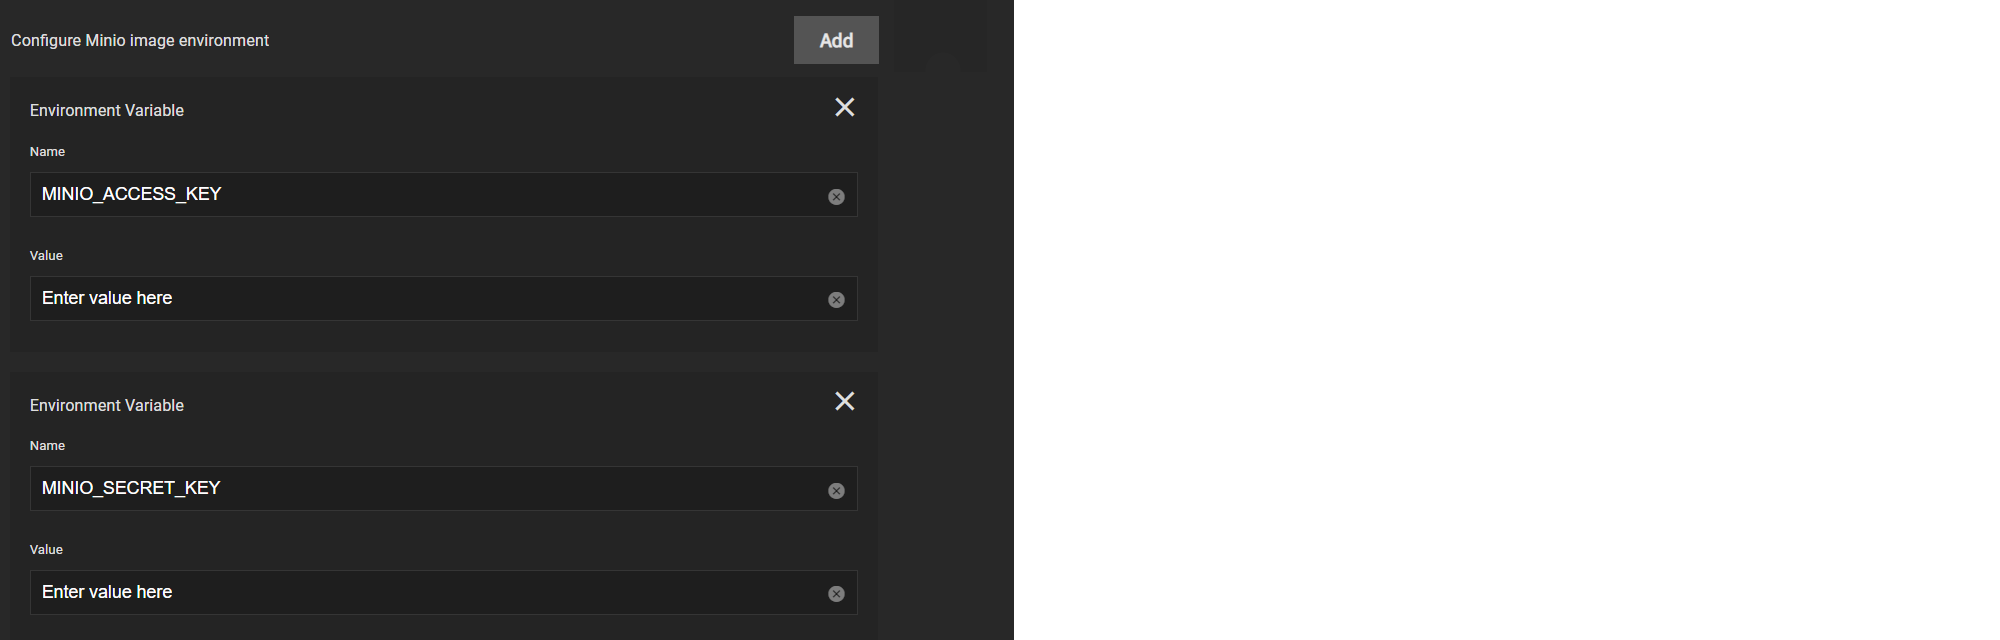 Configure Minio image environment
Add
Environment Variable
Name
MINIO_ACCESS_KEY
Value
Enter value here
Environment Variable
Name
MINIO_SECRET_KEY
Value
Enter value here